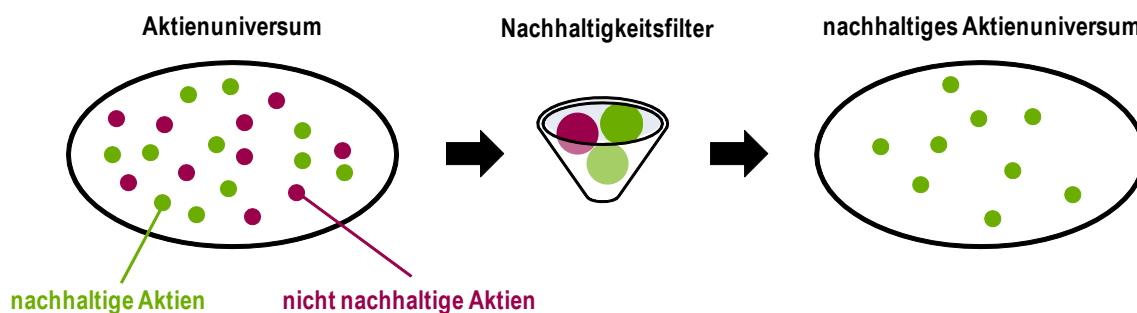 Aktienuniversum
Nachhaltigkeitsfilter
nachhaltiges Aktienuniversum
nachhaltige Aktien
nicht nachhaltige Aktien